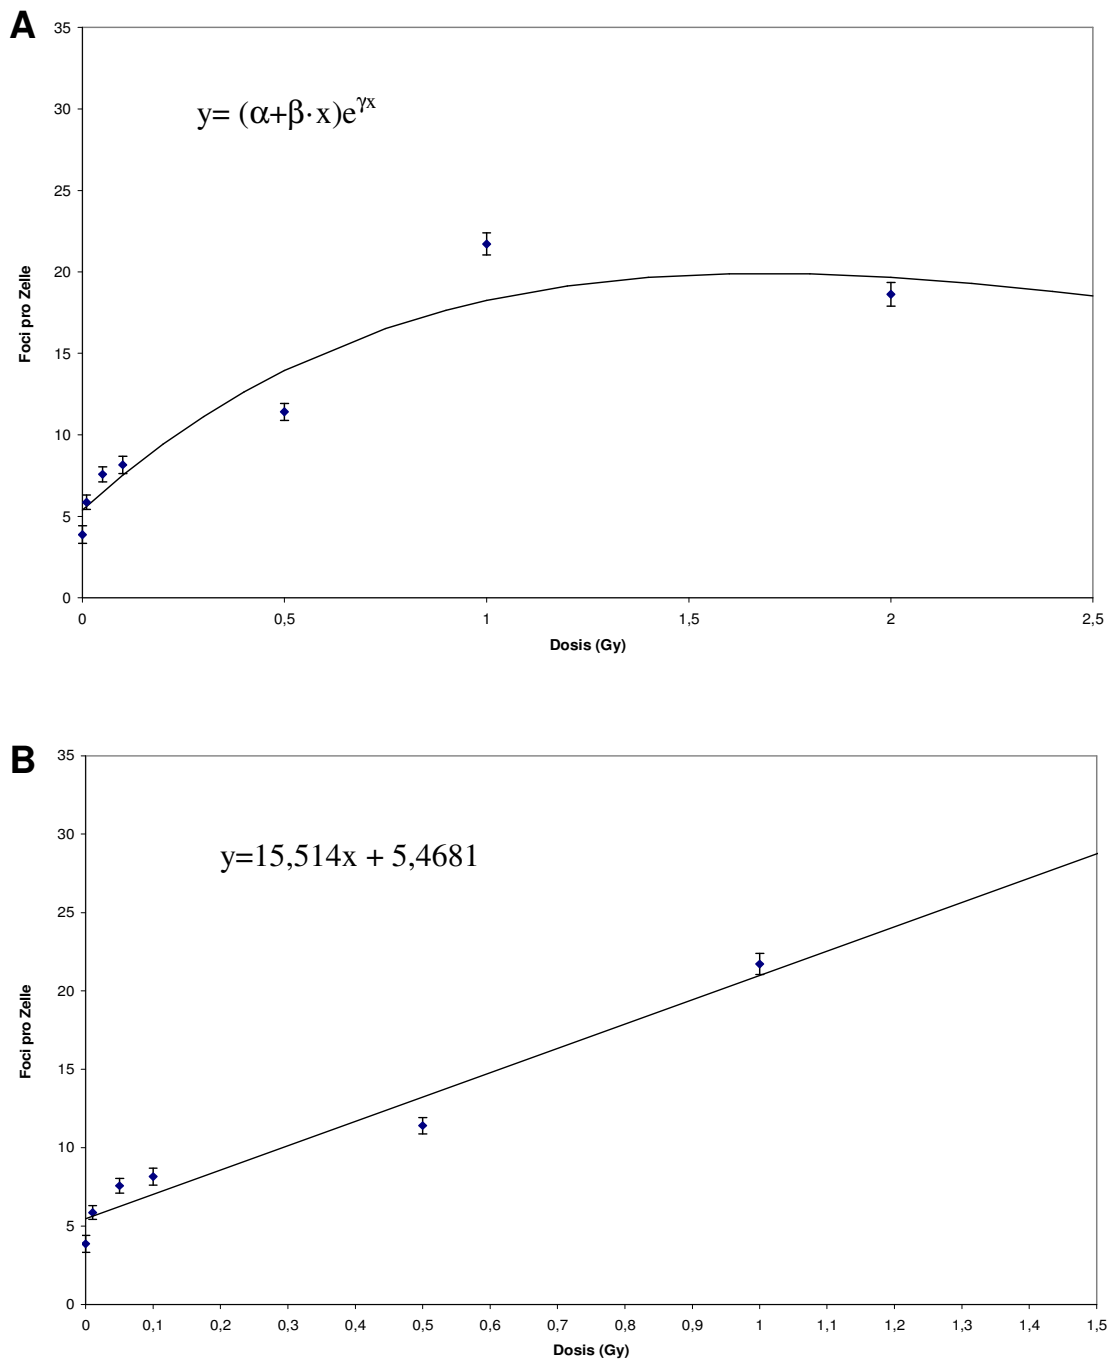 A
35
30
25
20
15
10
5
0
y= (α+β·x)e^γx
Foci pro Zelle
0 0,5 1 1,5 2 2,5
Dosis (Gy)
B
35
30
25
20
15
10
5
0
y=15,514x + 5,4681
Foci pro Zelle
0 0,1 0,2 0,3 0,4 0,5 0,6 0,7 0,8 0,9 1 1,1 1,2 1,3 1,4 1,5
Dosis (Gy)